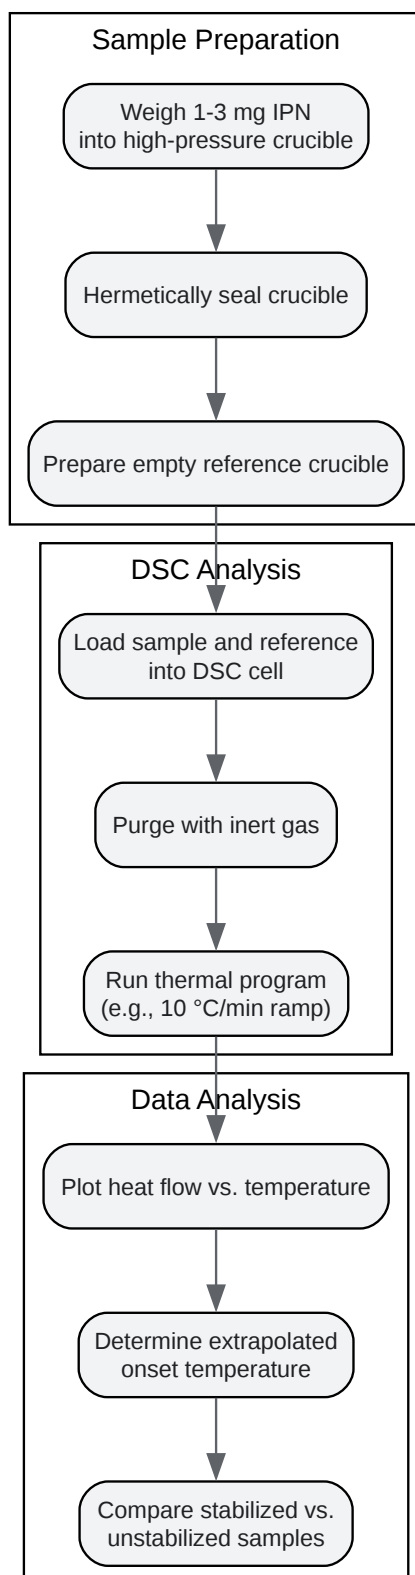 Sample Preparation
Weigh 1-3 mg IPN
into high-pressure crucible
Hermetically seal crucible
Prepare empty reference crucible
DSC Analysis
Load sample and reference
into DSC cell
Purge with inert gas
Run thermal program
(e.g., 10 °C/min ramp)
Data Analysis
Plot heat flow vs. temperature
Determine extrapolated
onset temperature
Compare stabilized vs.
unstabilized samples